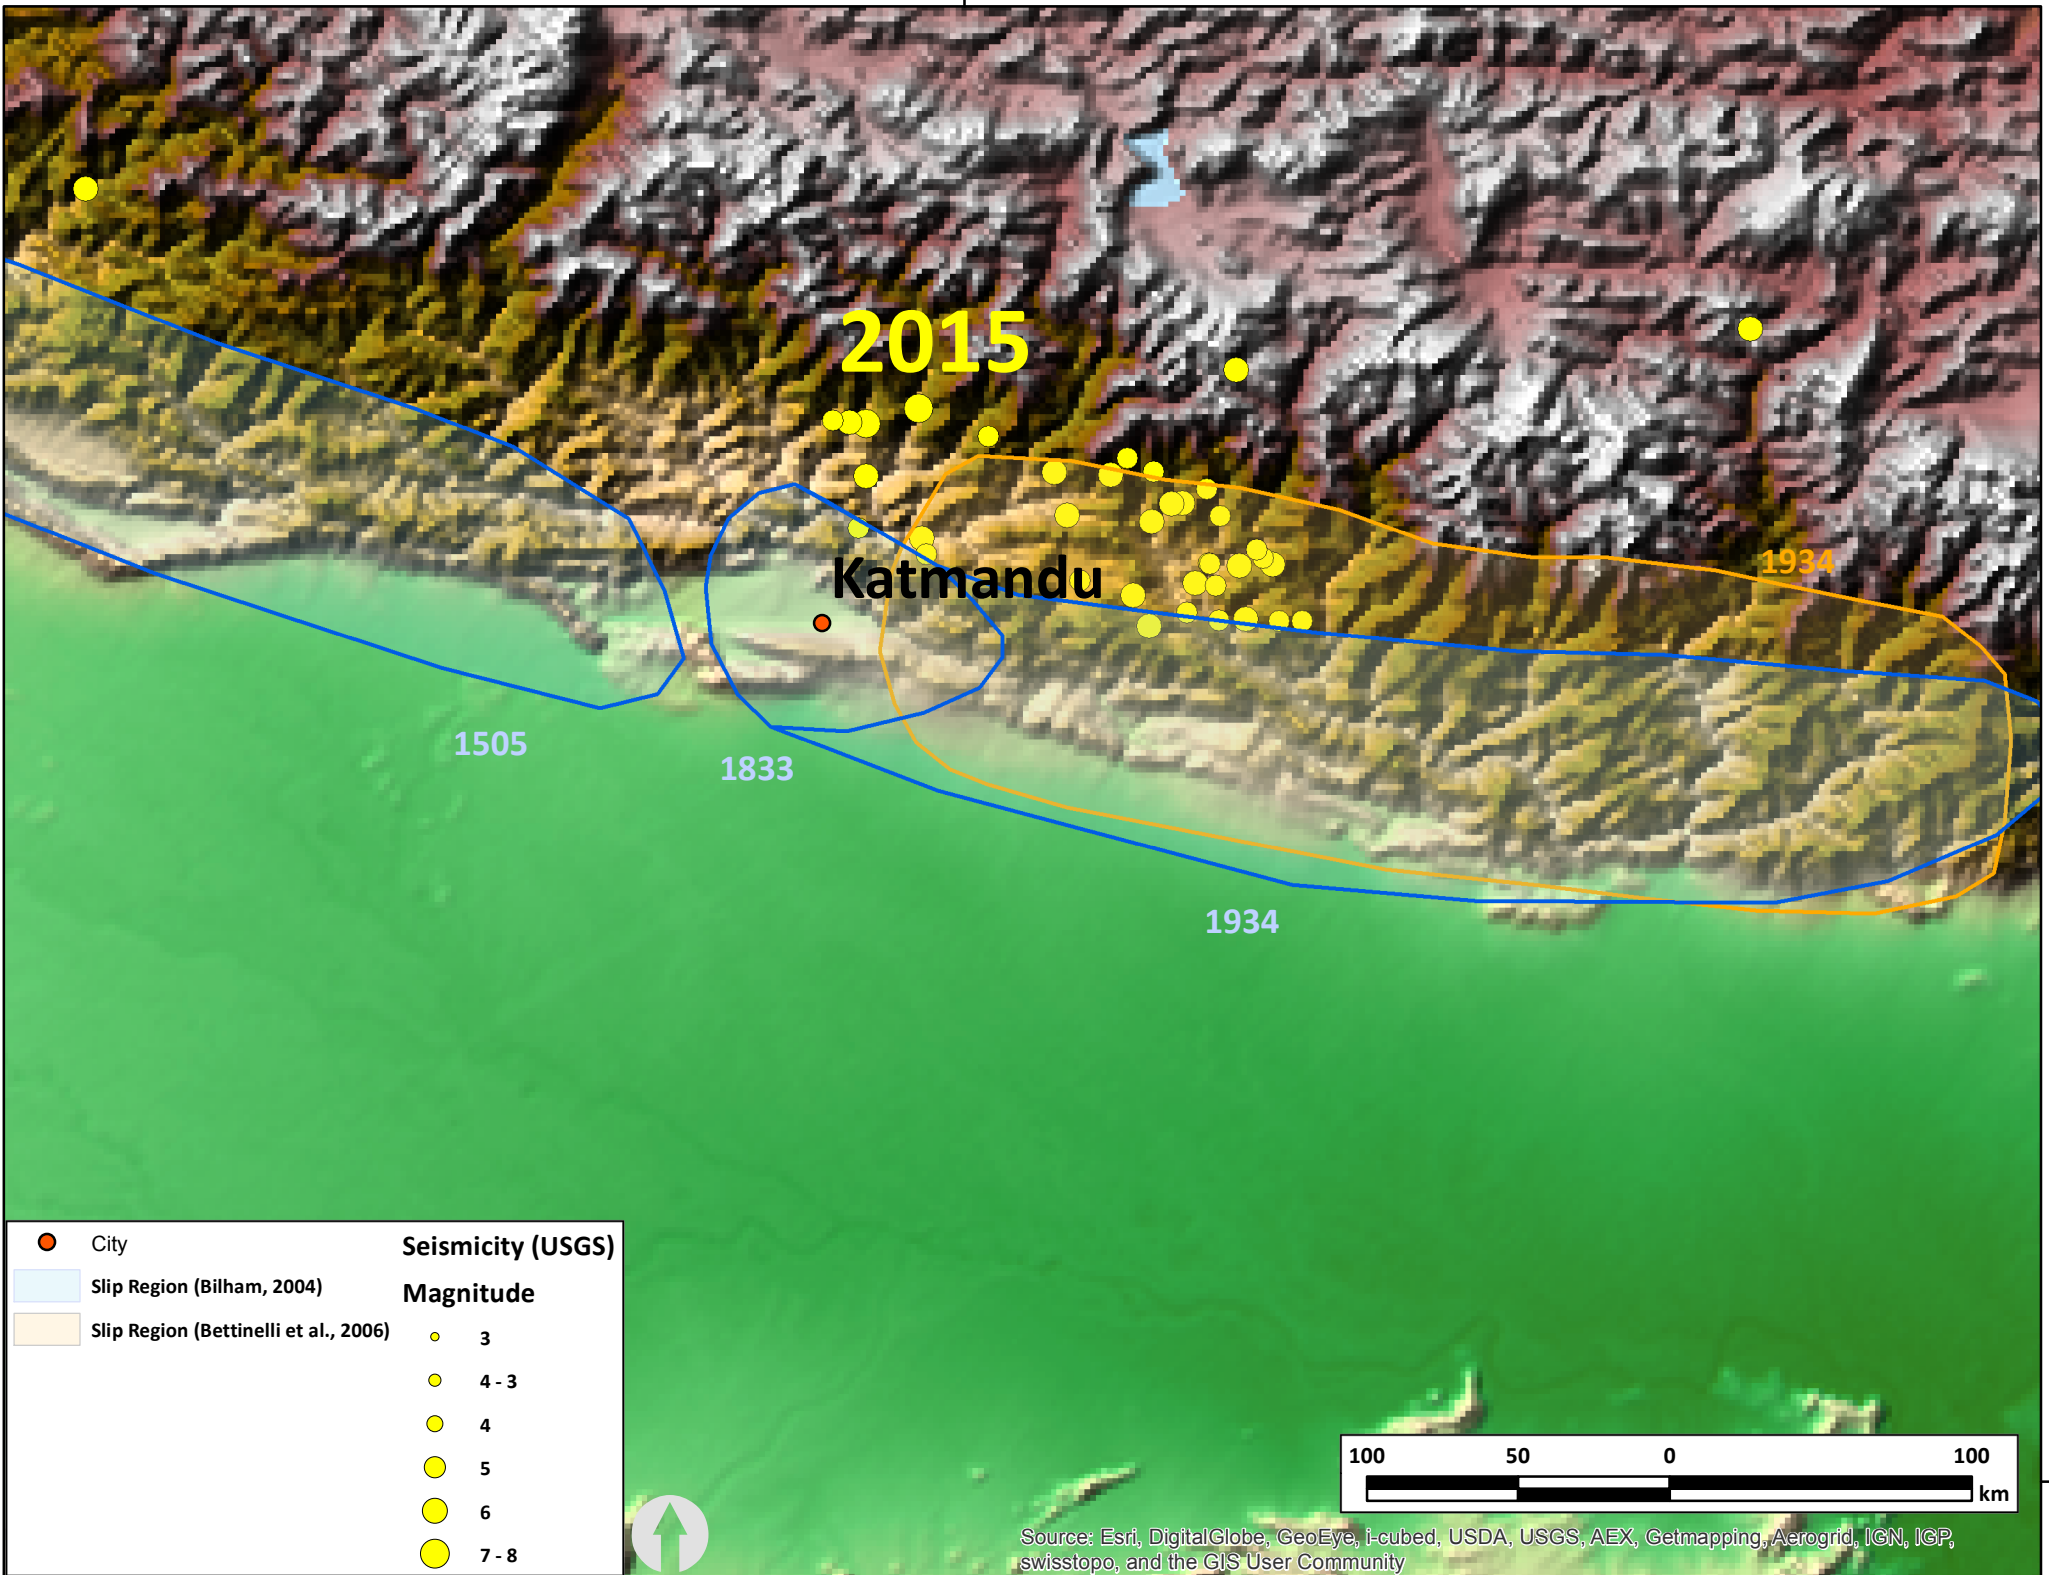 2015
1934
Katmandu
1505
1833
1934
City
Slip Region (Bilham, 2004)
Slip Region (Bettinelli et al., 2006)
Seismicity (USGS)
Magnitude
3
4 - 3
4
5
6
7 - 8
100 50 0 100
km
Source: Esri, DigitalGlobe, GeoEye, i-cubed, USDA, USGS, AEX, Getmapping, Aerogrid, IGN, IGP,
swisstopo, and the GIS User Community